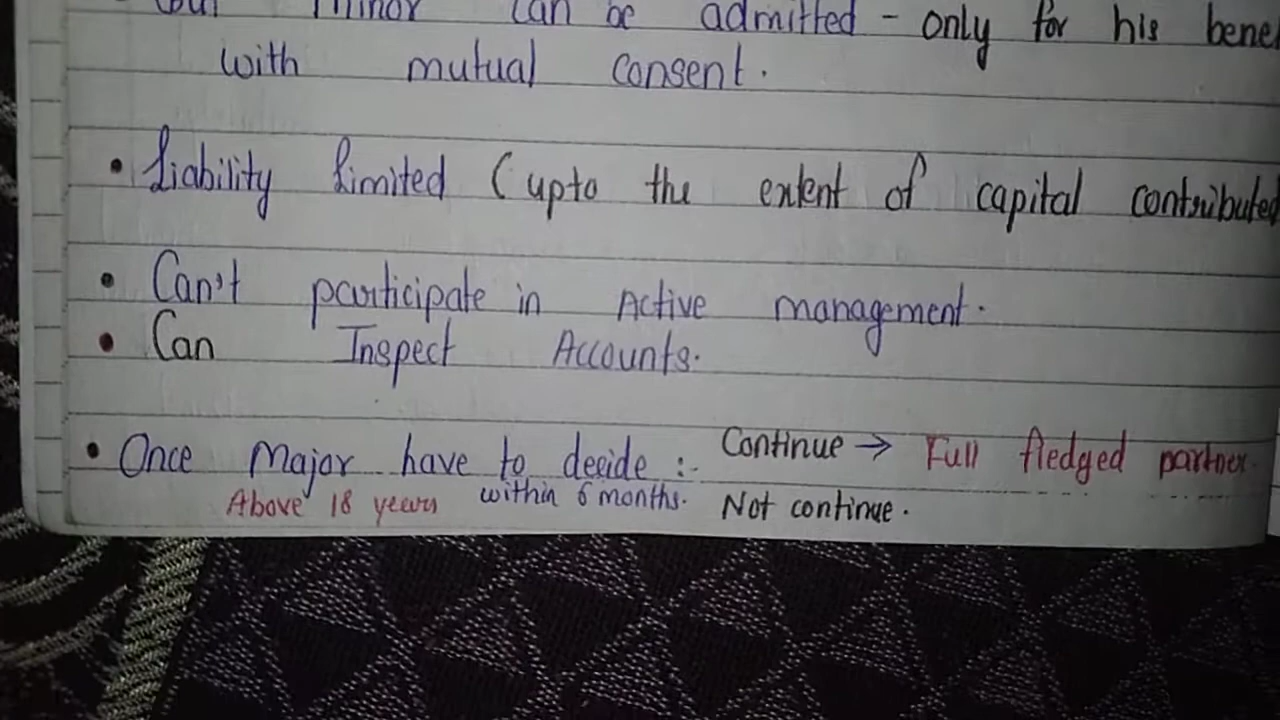 But Minor can be admitted - only for his
with mutual consent.
• Liability Limited (upto the extent of capital contributed
• Can't participate in Active management.
• Can Inspect Accounts.
• Once Major have to decide :- Continue → Full fledged partner.
Above 18 years within 6 months. Not continue.